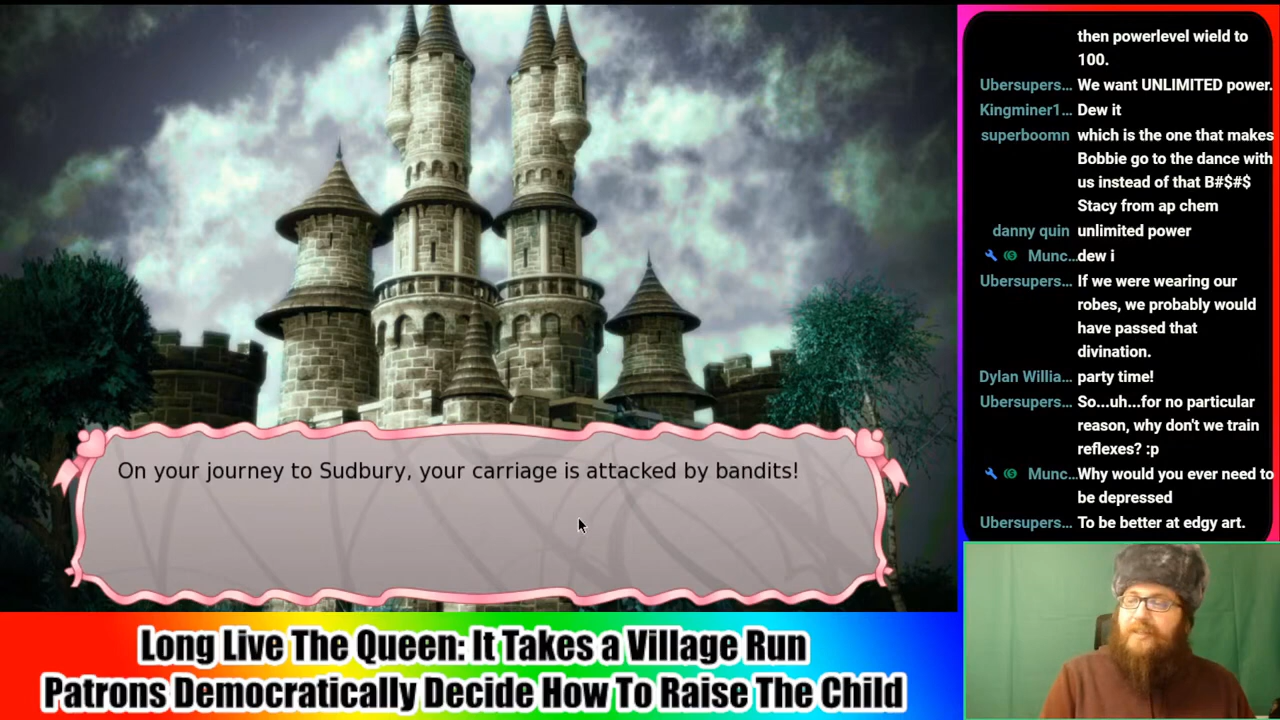 On your journey to Sudbury, your carriage is attacked by bandits!
then powerlevel wield to
100.
Ubersupers... We want UNLIMITED power.
Kingminer1... Dew it
superboomn which is the one that makes
Bobbie go to the dance with
us instead of that B#$#$
Stacy from ap chem
danny quin unlimited power
Munc...dew i
Ubersupers... If we were wearing our
robes, we probably would
have passed that
divination.
Dylan Willia... party time!
Ubersupers... So...uh...for no particular
reason, why don't we train
reflexes? :p
Munc...Why would you ever need to
be depressed
Ubersupers... To be better at edgy art.
Long Live The Queen: It Takes a Village Run
Patrons Democratically Decide How To Raise The Child